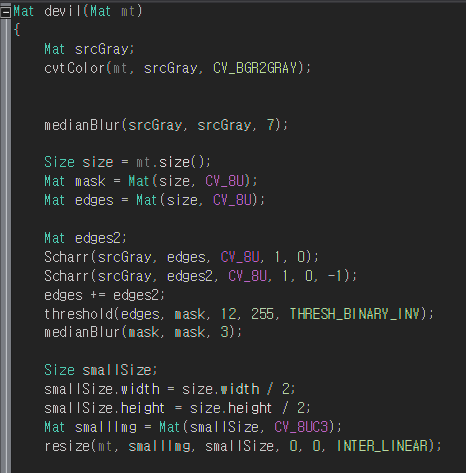 Mat devil(Mat mt)
{
Mat srcGray;
cvtColor(mt, srcGray, CV_BGR2GRAY);
medianBlur(srcGray, srcGray, 7);
Size size = mt.size();
Mat mask = Mat(size, CV_8U);
Mat edges = Mat(size, CV_8U);
Mat edges2;
Scharr(srcGray, edges, CV_8U, 1, 0);
Scharr(srcGray, edges2, CV_8U, 1, 0, -1);
edges += edges2;
threshold(edges, mask, 12, 255, THRESH_BINARY_INV);
medianBlur(mask, mask, 3);
Size smallSize;
smallSize.width = size.width / 2;
smallSize.height = size.height / 2;
Mat smallImg = Mat(smallSize, CV_8UC3);
resize(mt, smallImg, smallSize, 0, 0, INTER_LINEAR);